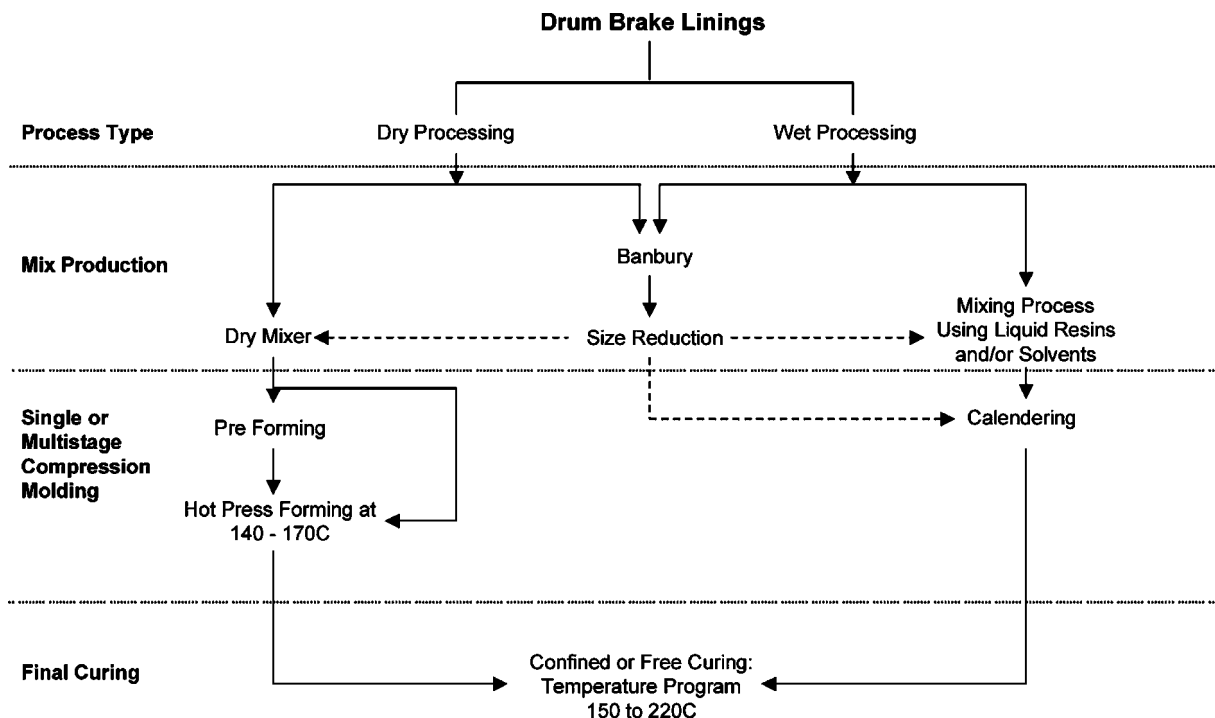 Drum Brake Linings
Process Type
Dry Processing
Wet Processing
Mix Production
Banbury
Dry Mixer
Size Reduction
Mixing Process
Using Liquid Resins
and/or Solvents
Single or
Multistage
Compression
Molding
Pre Forming
Calendering
Hot Press Forming at
140 - 170C
Final Curing
Confined or Free Curing:
Temperature Program
150 to 220C